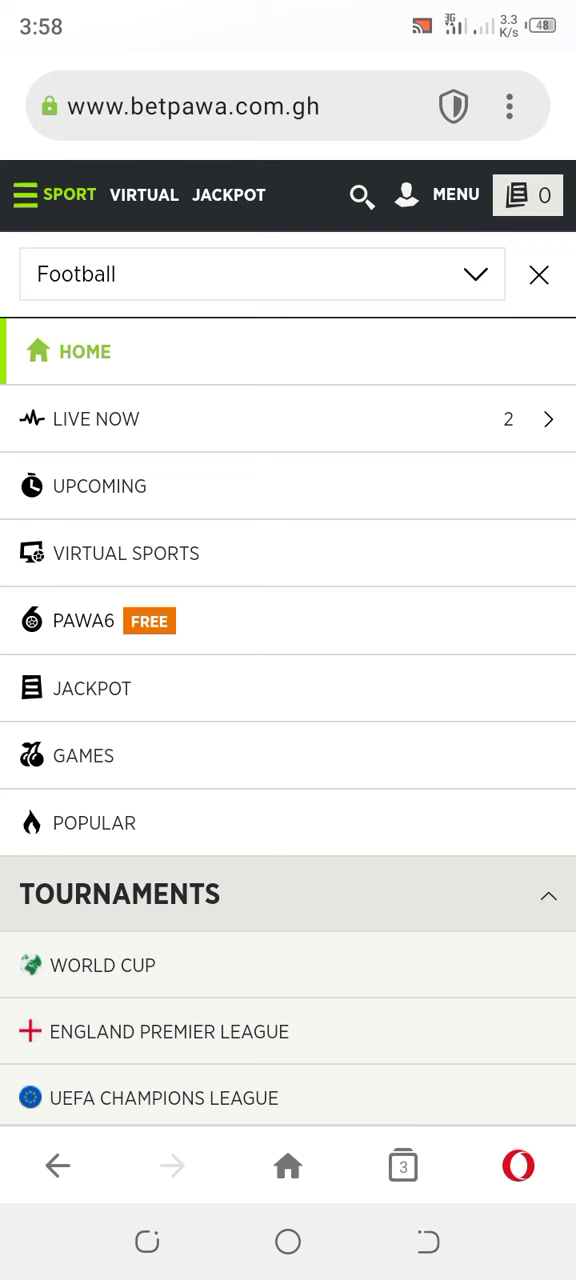 3:58 3G 3.3 K/s 48
www.betpawa.com.gh
SPORT VIRTUAL JACKPOT MENU 0
Football
HOME
LIVE NOW 2
UPCOMING
VIRTUAL SPORTS
PAWA6 FREE
JACKPOT
GAMES
POPULAR
TOURNAMENTS
WORLD CUP
ENGLAND PREMIER LEAGUE
UEFA CHAMPIONS LEAGUE
3